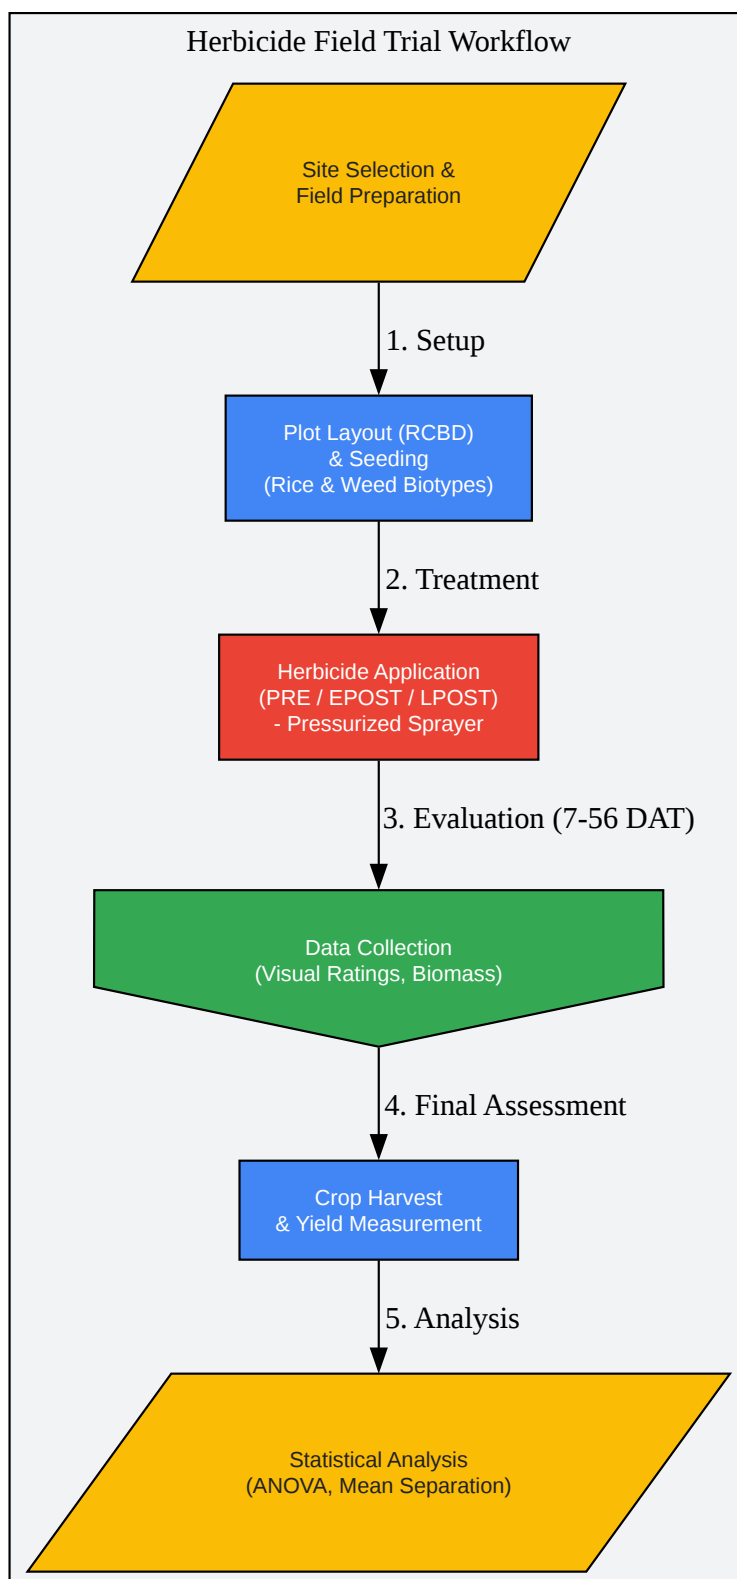 Herbicide Field Trial Workflow
Site Selection &
Field Preparation
1. Setup
Plot Layout (RCBD)
& Seeding
(Rice & Weed Biotypes)
2. Treatment
Herbicide Application
(PRE / EPOST / LPOST)
- Pressurized Sprayer
3. Evaluation (7-56 DAT)
Data Collection
(Visual Ratings, Biomass)
4. Final Assessment
Crop Harvest
& Yield Measurement
5. Analysis
Statistical Analysis
(ANOVA, Mean Separation)